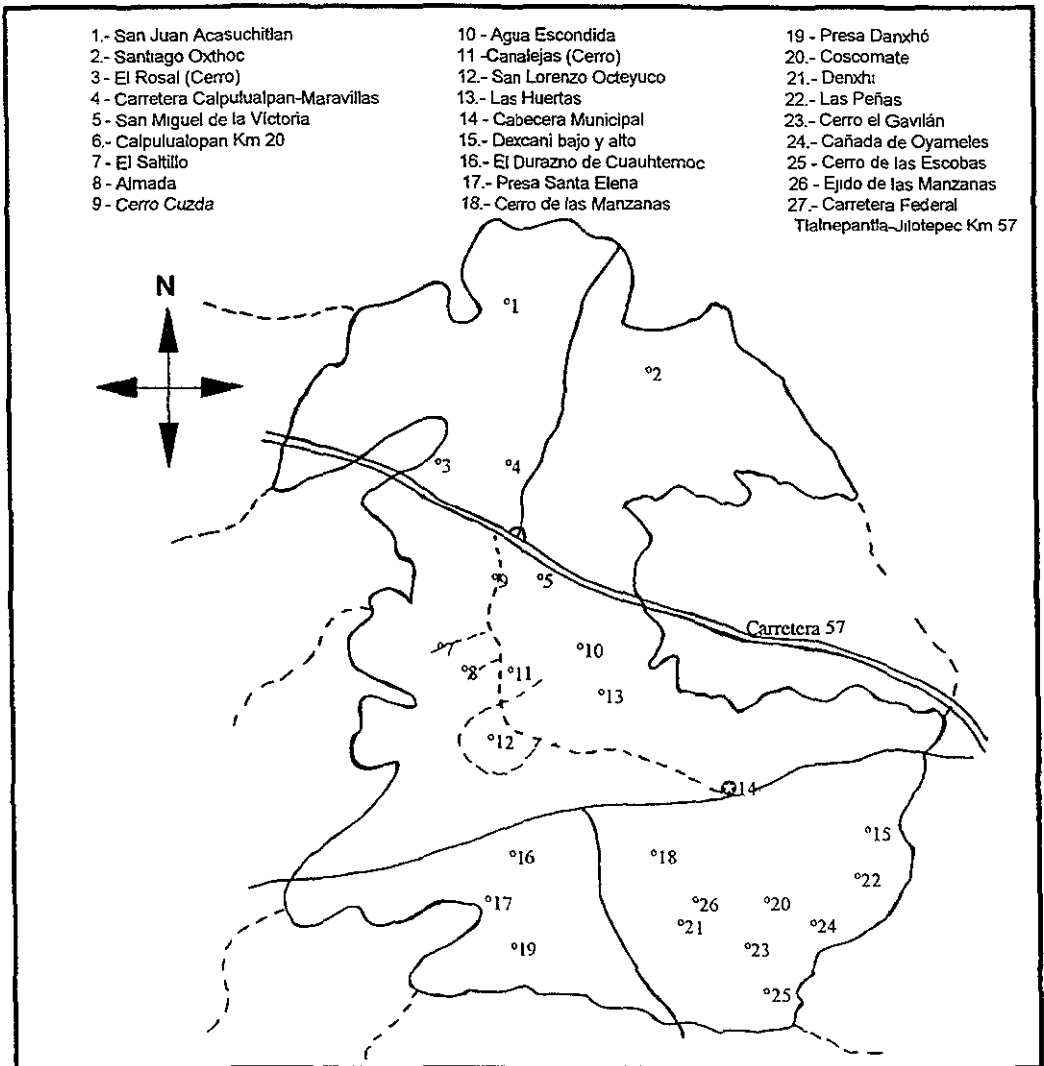 1.- San Juan Acasuchitlan
2.- Santiago Oxthoc
3 - El Rosal (Cerro)
4 - Carretera Calpulualpan-Maravillas
5 - San Miguel de la Victoria
6.- Calpulualopan Km 20
7 - El Saltillo
8 - Almada
9 - Cerro Cuzda
10 - Agua Escondida
11 -Canalejas (Cerro)
12.- San Lorenzo Octeyuco
13.- Las Huertas
14 - Cabecera Municipal
15.- Dexcani bajo y alto
16.- El Durazno de Cuauhtemoc
17.- Presa Santa Elena
18.- Cerro de las Manzanas
19 - Presa Danxhó
20.- Coscomate
21.- Denxhi
22.- Las Peñas
23.- Cerro el Gavilán
24.- Cañada de Oyameles
25 - Cerro de las Escobas
26 - Ejido de las Manzanas
27.- Carretera Federal
Tlalnepantla-Jilotepec Km 57
N
°1
°2
°3
°4
°9
°5
Carretera 57
°7
°10
°8
°11
°13
°12
14
°15
°16
°18
°22
°17
°26
°20
°21
°24
°19
°23
°25